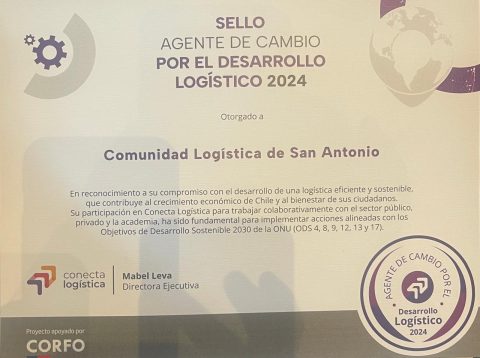 SELLO
AGENTE DE CAMBIO
POR EL DESARROLLO
LOGÍSTICO 2024
Otorgado a
Comunidad Logística de San Antonio
En reconocimiento a su compromiso con el desarrollo de una logística eficiente y sostenible,
que contribuye al crecimiento económico de Chile y al bienestar de sus ciudadanos.
Su participación en Conecta Logística para trabajar colaborativamente con el sector público,
privado y la academia, ha sido fundamental para implementar acciones alineadas con los
Objetivos de Desarrollo Sostenible 2030 de la ONU (ODS 4, 8, 9, 12, 13 y 17).
conecta
logística
Mabel Leva
Directora Ejecutiva
AGENTE DE CAMBIO POR EL
Desarrollo
Logístico
2024
Proyecto apoyado por
CORFO